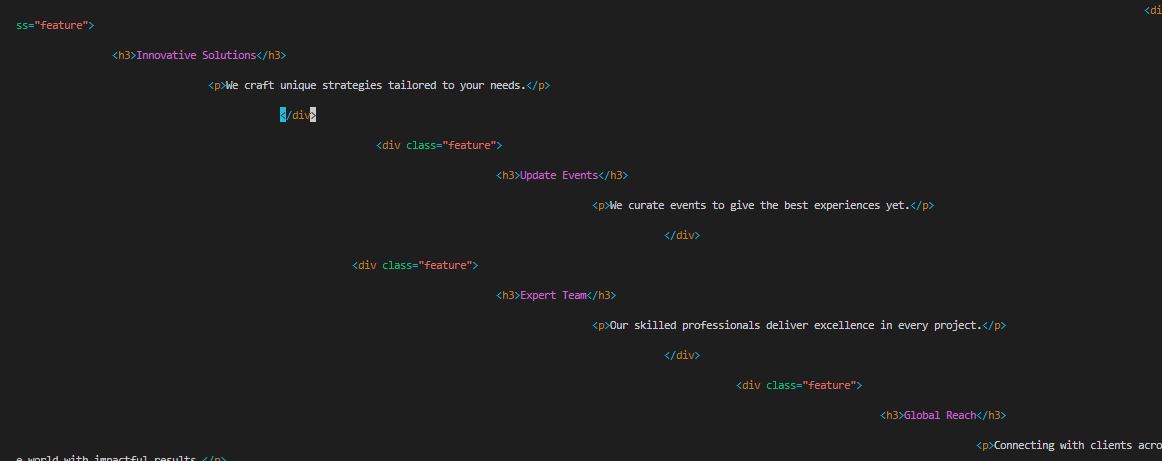 <di
ss="feature">
<h3>Innovative Solutions</h3>
<p>We craft unique strategies tailored to your needs.</p>
</div>
<div class="feature">
<h3>Update Events</h3>
<p>We curate events to give the best experiences yet.</p>
</div>
<div class="feature">
<h3>Expert Team</h3>
<p>Our skilled professionals deliver excellence in every project.</p>
</div>
<div class="feature">
<h3>Global Reach</h3>
<p>Connecting with clients acro
e world with impactful results.</p>